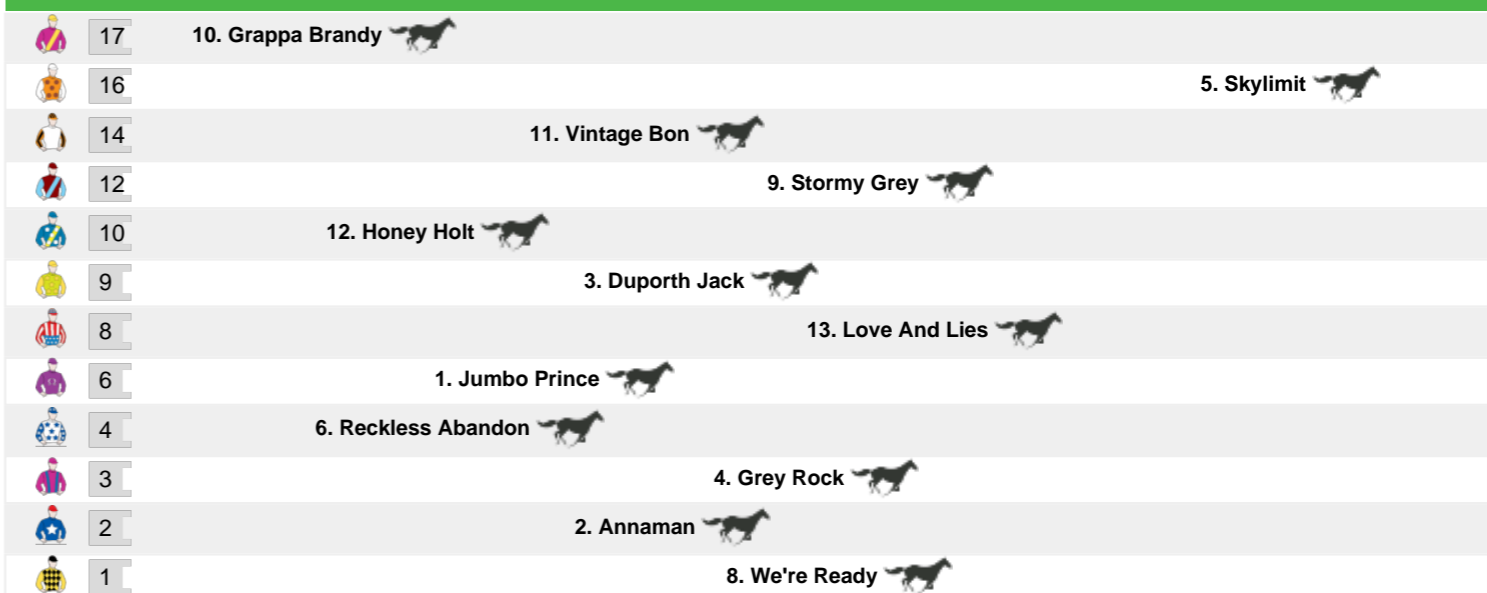 17 10. Grappa Brandy
16 5. Skylimit
14 11. Vintage Bon
12 9. Stormy Grey
10 12. Honey Holt
9 3. Duporth Jack
8 13. Love And Lies
6 1. Jumbo Prince
4 6. Reckless Abandon
3 4. Grey Rock
2 2. Annaman
1 8. We're Ready